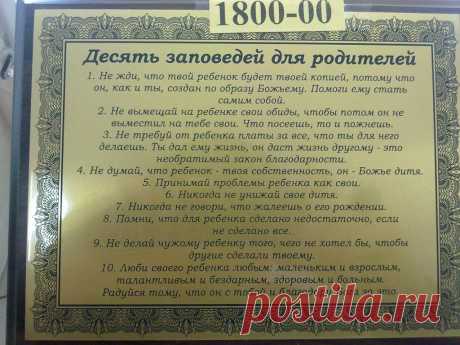 1800-00
Десять заповедей для родителей
1. Не жди, что твой ребенок будет твоей копией, потому что
он, как и ты, создан по образу Божьему. Помоги ему стать
самим собой.
2. Не вымещай на ребенке свои обиды, чтобы потом он не
выместил на тебе свои. Что посеешь, то и пожнешь.
3. Не требуй от ребенка платы за все, что ты для него
делаешь. Ты дал ему жизнь, он даст жизнь другому - это
необратимый закон благодарности.
4. Не думай, что ребенок - твоя собственность, он - Божье дитя.
5. Принимай проблемы ребенка как свои.
6. Никогда не унижай свое дитя.
7. Никогда не говори, что жалеешь о его рождении.
8. Помни, что для ребенка сделано недостаточно, если
не сделано все.
9. Не делай чужому ребенку того, чего не хотел бы, чтобы
другие сделали твоему.
10. Люби своего ребенка любым: маленьким и взрослым,
талантливым и бездарным, здоровым и больным.
Радуйся тому, что он с тобой и за это.
postila.ru